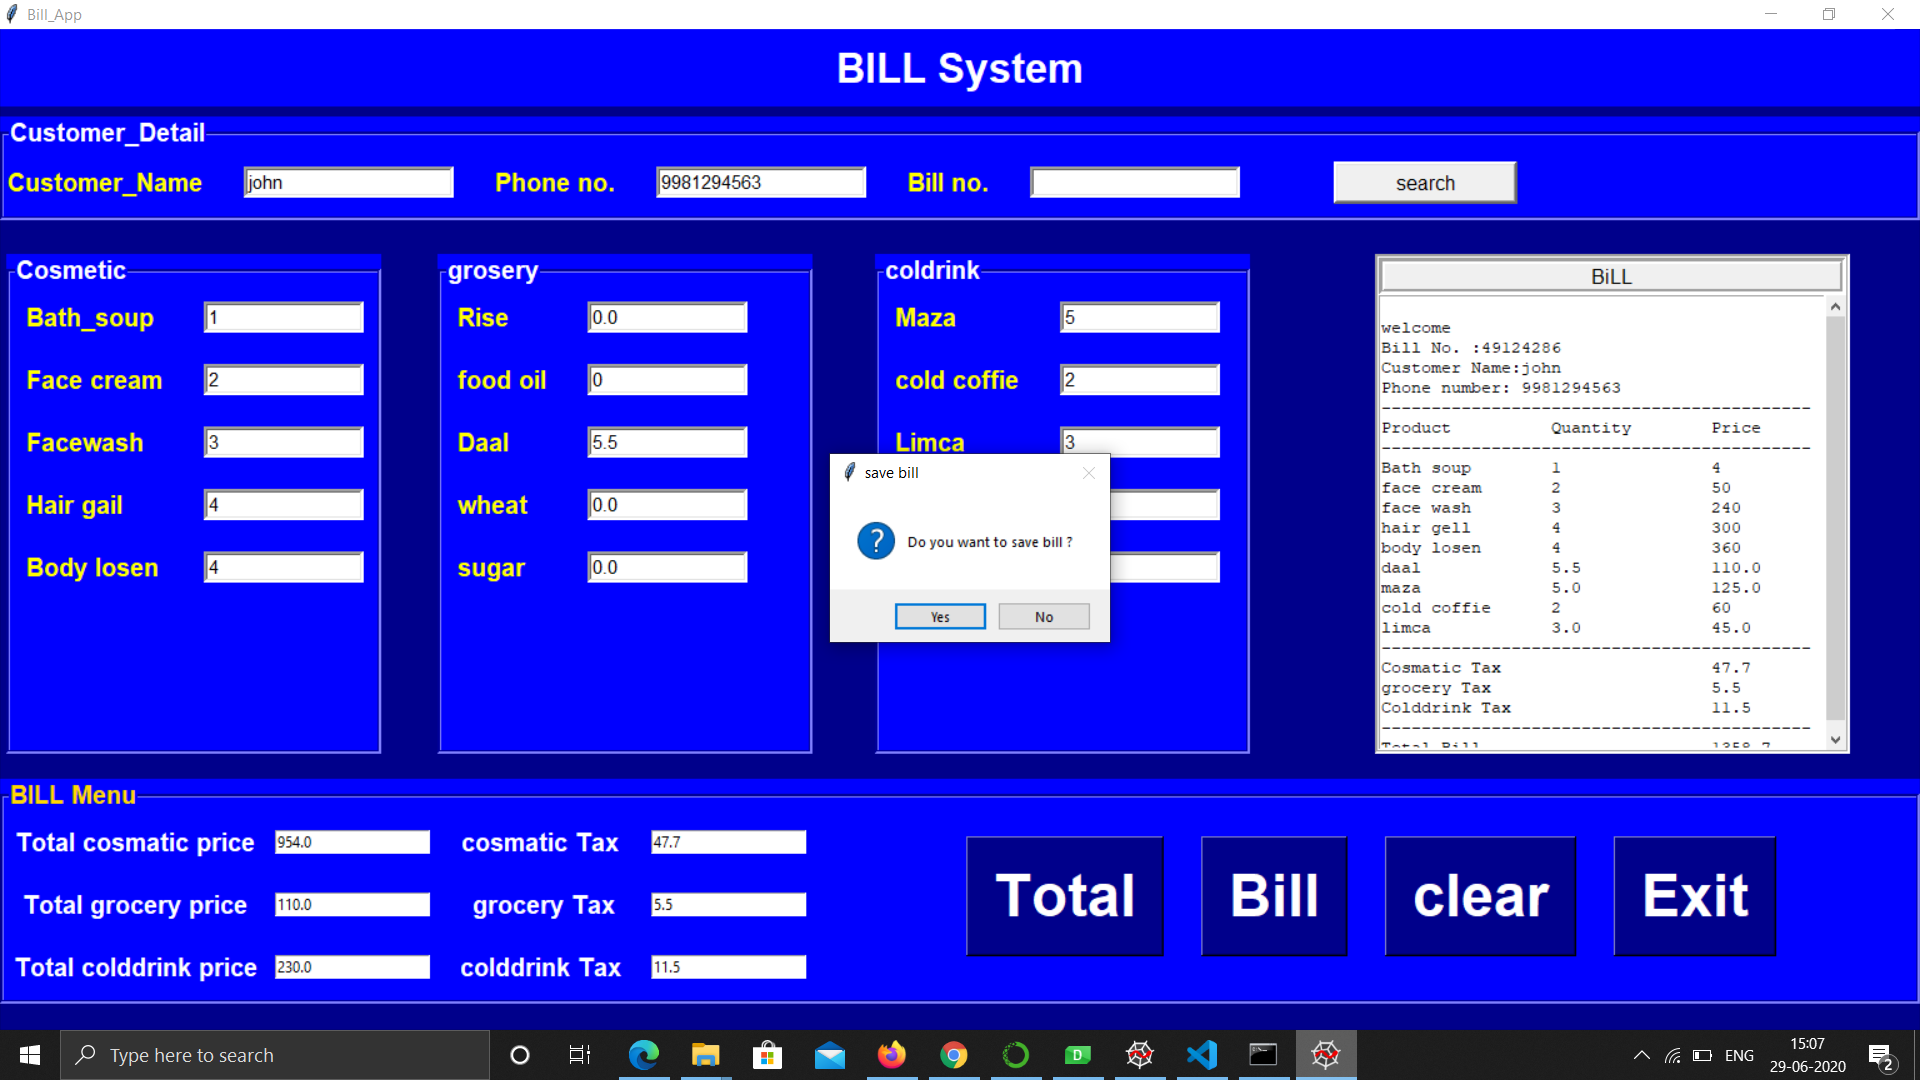 Bill_App
BILL System
Customer_Detail
Customer_Name john Phone no. 9981294563 Bill no. search
Cosmetic
Bath_soup 1
Face cream 2
Facewash 3
Hair gail 4
Body losen 4
grosery
Rise 0.0
food oil 0
Daal 5.5
wheat 0.0
sugar 0.0
coldrink
Maza 5
cold coffie 2
Limca 3
save bill
Do you want to save bill ?
Yes No
BiLL
welcome
Bill No. :49124286
Customer Name:john
Phone number: 9981294563
-------------------------------------------
Product Quantity Price
-------------------------------------------
Bath soup 1 4
face cream 2 50
face wash 3 240
hair gell 4 300
body losen 4 360
daal 5.5 110.0
maza 5.0 125.0
cold coffie 2 60
limca 3.0 45.0
-------------------------------------------
Cosmatic Tax 47.7
grocery Tax 5.5
Colddrink Tax 11.5
-------------------------------------------
Total Bill 1358.7
BILL Menu
Total cosmatic price 954.0 cosmatic Tax 47.7
Total grocery price 110.0 grocery Tax 5.5
Total colddrink price 230.0 colddrink Tax 11.5
Total Bill clear Exit
Type here to search
D
ENG
15:07
29-06-2020
2